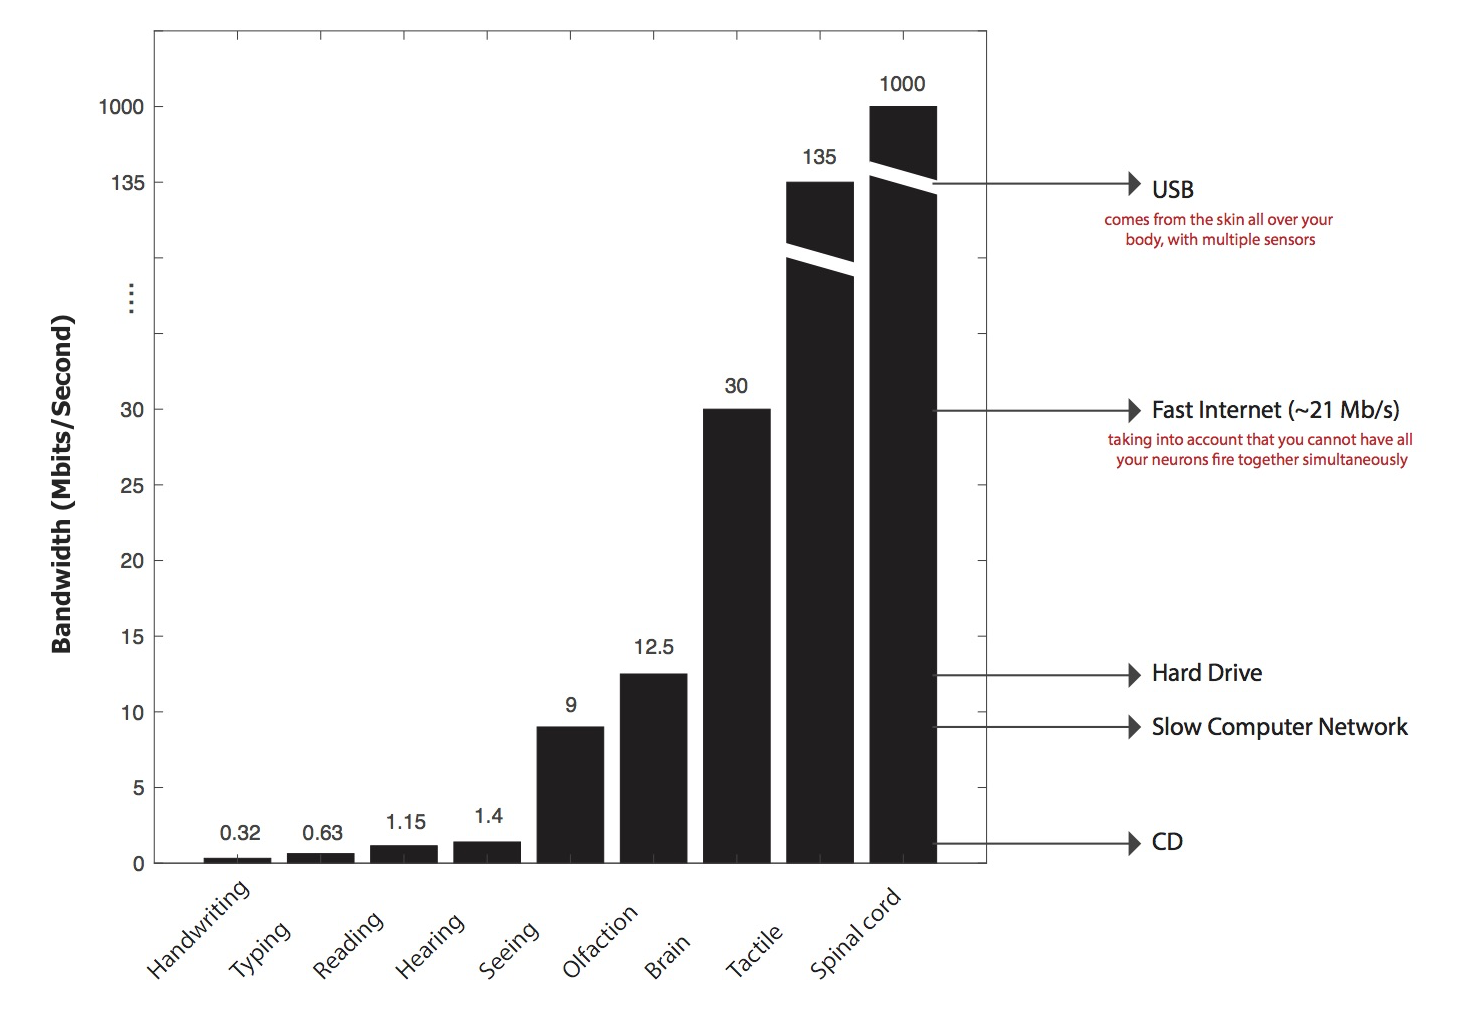 Bandwidth (Mbits/Second)
1000
135
....
30
25
20
15
10
5
0
0.32
0.63
1.15
1.4
9
12.5
30
135
1000
Handwriting
Typing
Reading
Hearing
Seeing
Olfaction
Brain
Tactile
Spinal cord
USB
comes from the skin all over your
body, with multiple sensors
Fast Internet (~21 Mb/s)
taking into account that you cannot have all
your neurons fire together simultaneously
Hard Drive
Slow Computer Network
CD